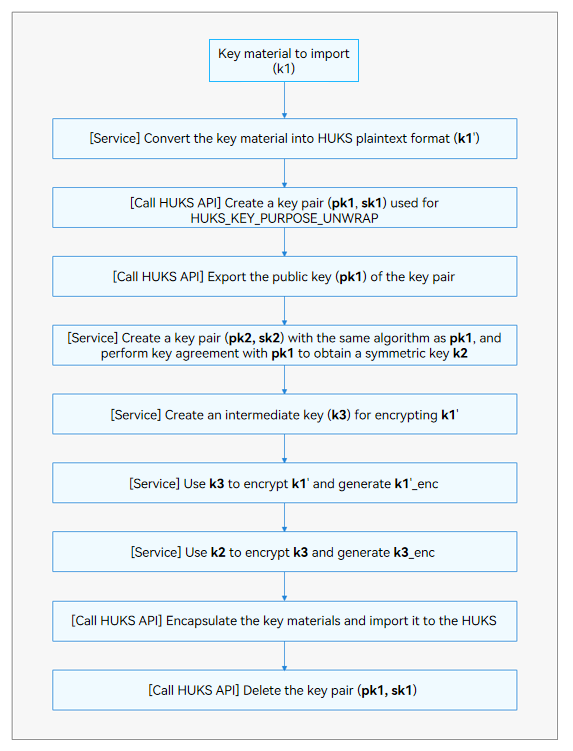 Key material to import
(k1)
[Service] Convert the key material into HUKS plaintext format (k1')
[Call HUKS API] Create a key pair (pk1, sk1) used for
HUKS_KEY_PURPOSE_UNWRAP
[Call HUKS API] Export the public key (pk1) of the key pair
[Service] Create a key pair (pk2, sk2) with the same algorithm as pk1, and
perform key agreement with pk1 to obtain a symmetric key k2
[Service] Create an intermediate key (k3) for encrypting k1'
[Service] Use k3 to encrypt k1' and generate k1'_enc
[Service] Use k2 to encrypt k3 and generate k3_enc
[Call HUKS API] Encapsulate the key materials and import it to the HUKS
[Call HUKS API] Delete the key pair (pk1, sk1)